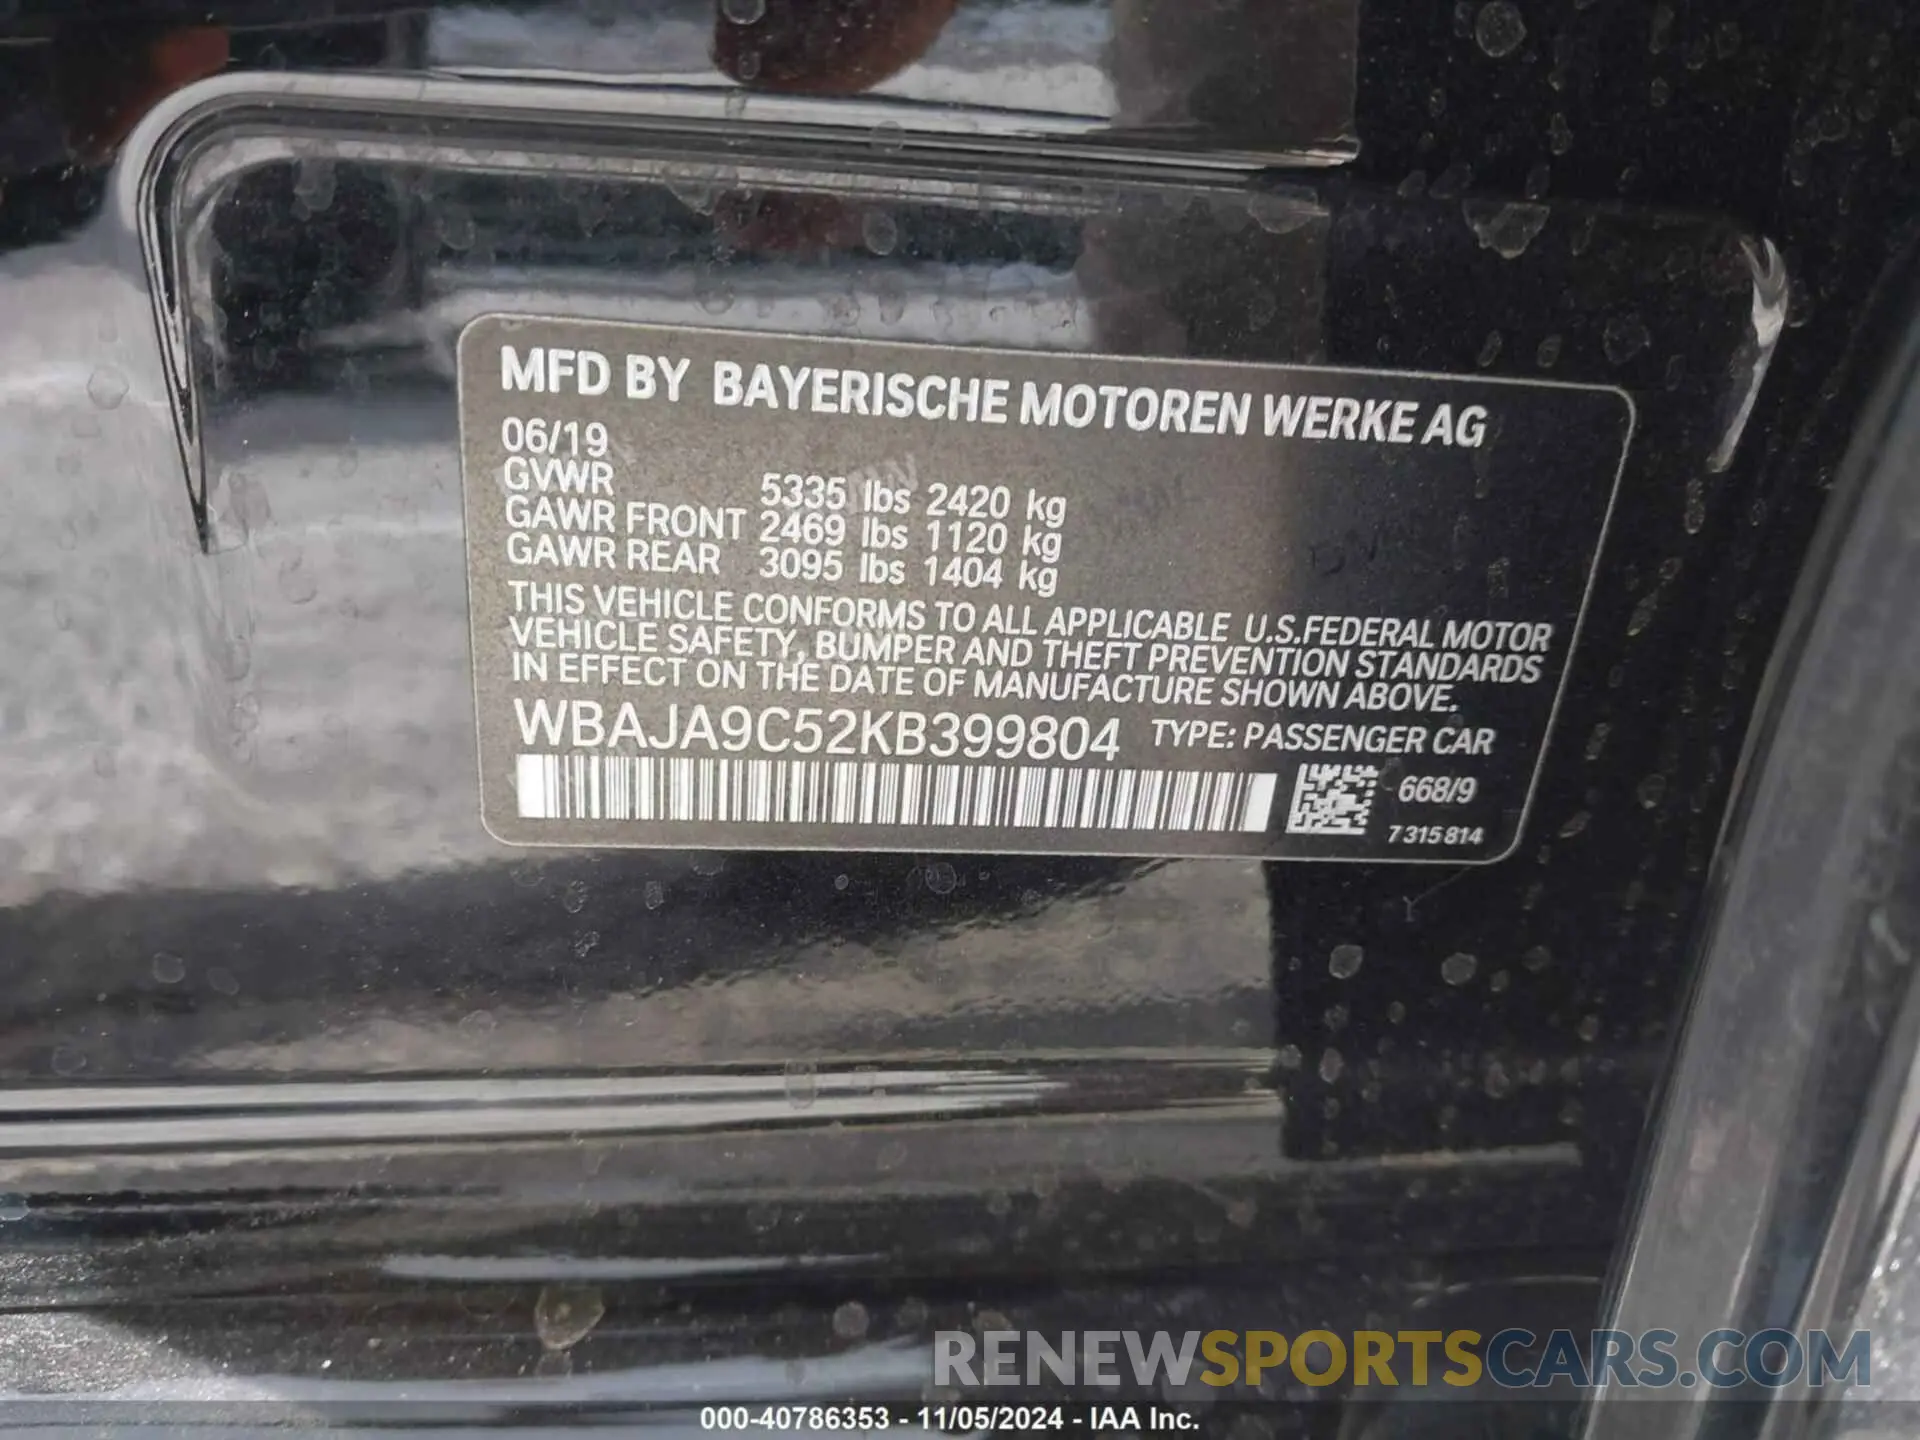 MFD BY BAYERISCHE MOTOREN WERKE AG
06/19
GVWR 5335 lbs 2420 kg
GAWR FRONT 2469 lbs 1120 kg
GAWR REAR 3095 lbs 1404 kg
THIS VEHICLE CONFORMS TO ALL APPLICABLE U.S.FEDERAL MOTOR
VEHICLE SAFETY, BUMPER AND THEFT PREVENTION STANDARDS
IN EFFECT ON THE DATE OF MANUFACTURE SHOWN ABOVE.
WBAJA9C52KB399804 TYPE: PASSENGER CAR
668/9
7 315 814
RENEWSPORTSCARS.COM
000-40786353 - 11/05/2024 - IAA Inc.